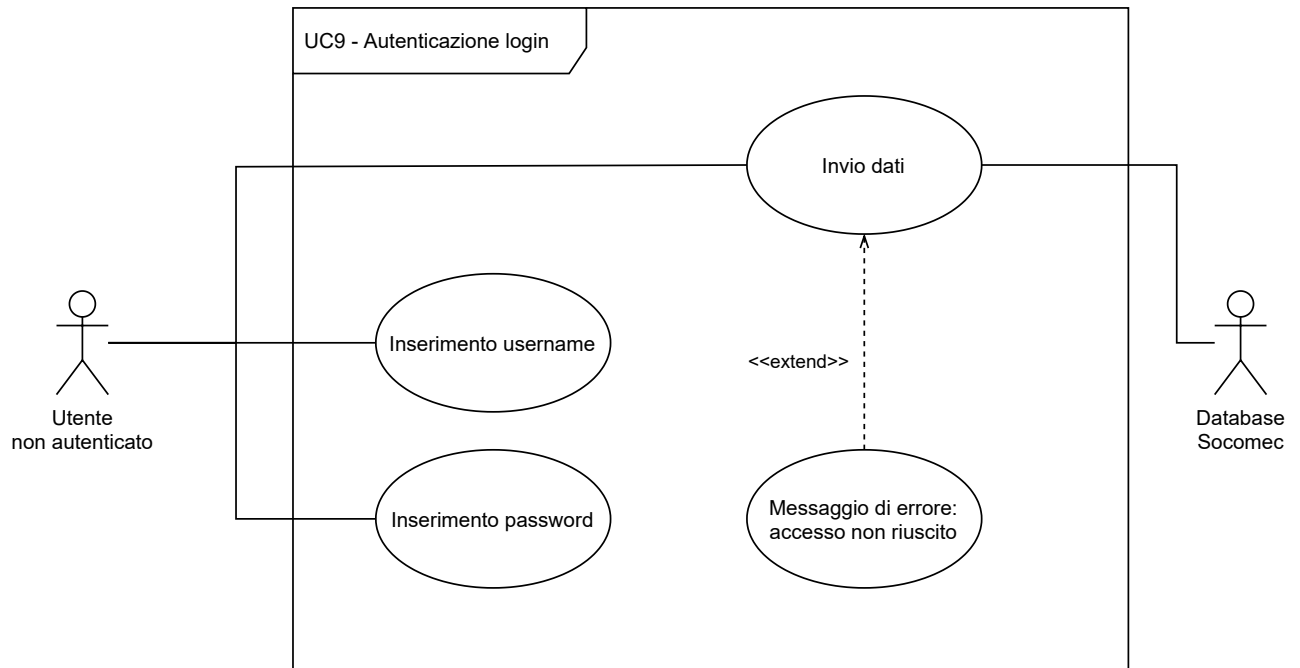 UC9 - Autenticazione login
Invio dati
Inserimento username
<<extend>>
Utente
non autenticato
Database
Socomec
Inserimento password
Messaggio di errore:
accesso non riuscito